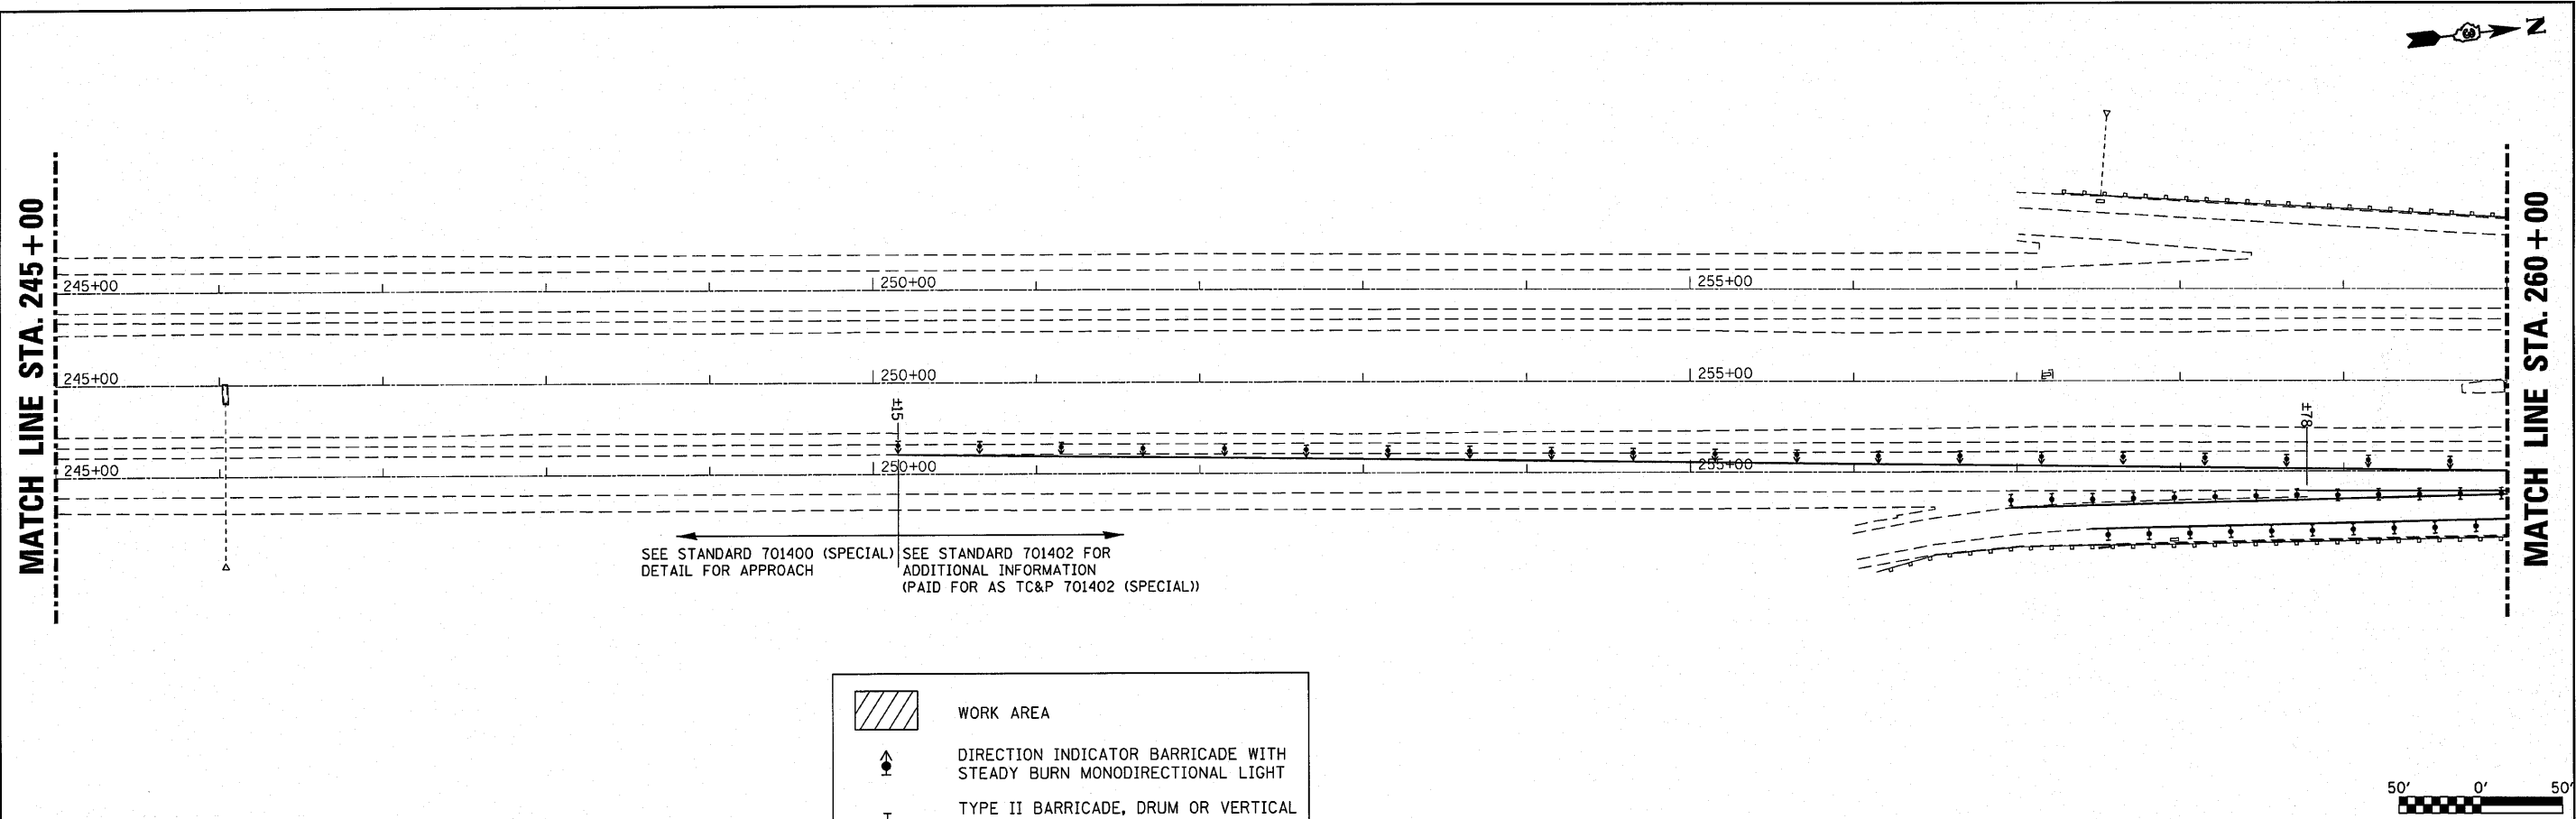 N
MATCH LINE STA. 245+00
MATCH LINE STA. 260+00
245+00
250+00
255+00
245+00
250+00
255+00
±15
±78
245+00
250+00
255+00
SEE STANDARD 701400 (SPECIAL)
DETAIL FOR APPROACH
SEE STANDARD 701402 FOR
ADDITIONAL INFORMATION
(PAID FOR AS TC&P 701402 (SPECIAL))
WORK AREA
DIRECTION INDICATOR BARRICADE WITH
STEADY BURN MONODIRECTIONAL LIGHT
TYPE II BARRICADE, DRUM OR VERTICAL
50' 0' 50'